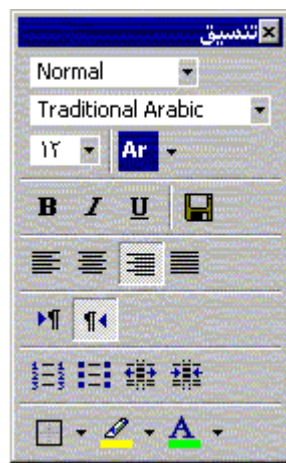 تنسيق
Normal
Traditional Arabic
١٢ Ar
B I U
A